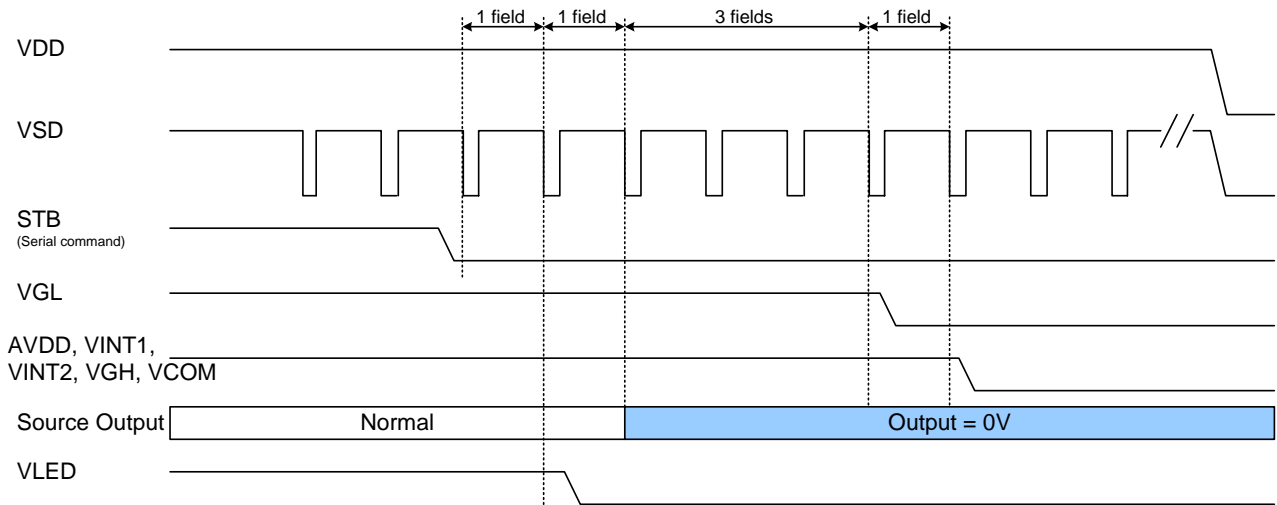 1 field 1 field 3 fields 1 field
VDD
VSD
STB
(Serial command)
VGL
AVDD, VINT1,
VINT2, VGH, VCOM
Source Output Normal Output = 0V
VLED